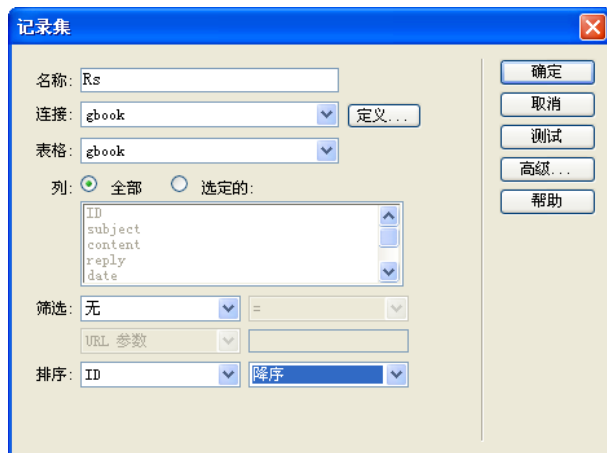 记录集
名称: Rs 确定
连接: gbook 定义... 取消
表格: gbook 测试
列: 全部 选定的: 高级...
ID 帮助
subject
content
reply
date
筛选: 无 =
URL 参数
排序: ID 降序